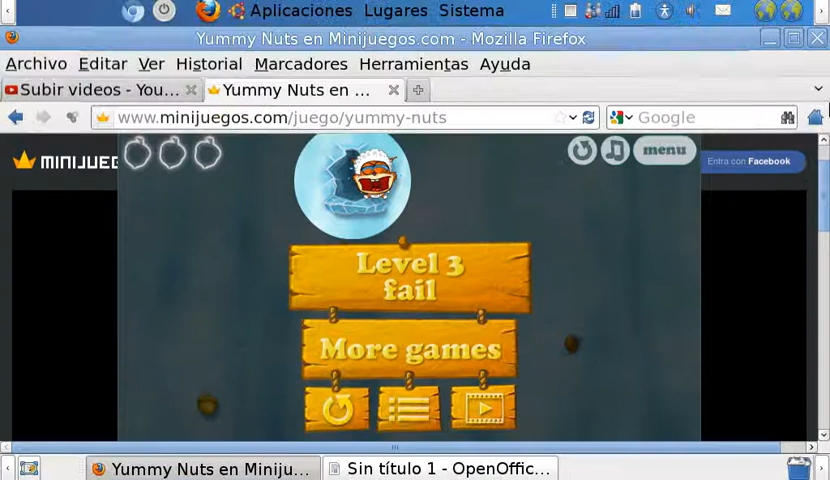 Aplicaciones Lugares Sistema
Yummy Nuts en Minijuegos.com - Mozilla Firefox
Archivo Editar Ver Historial Marcadores Herramientas Ayuda
Subir videos - You... Yummy Nuts en ...
www.minijuegos.com/juego/yummy-nuts Google
MINIJUEG menu Entra con Facebook
Level 3
fail
More games
Yummy Nuts en Miniju... Sin título 1 - OpenOffic...